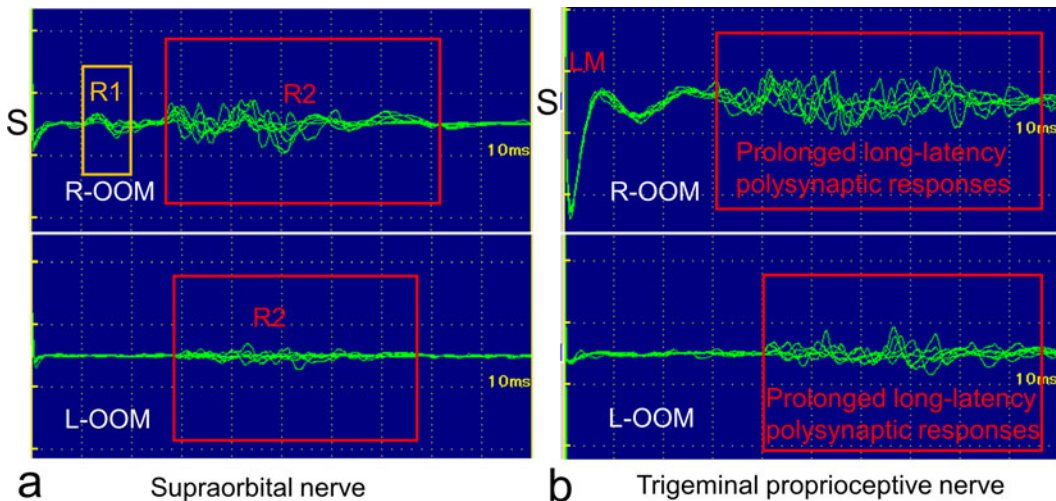 R1
R2
S
10ms
R-OOM
R2
10ms
L-OOM
a
Supraorbital nerve
LM
S
10ms
Prolonged long-latency
polysynaptic responses
R-OOM
10ms
Prolonged long-latency
polysynaptic responses
L-OOM
b
Trigeminal proprioceptive nerve